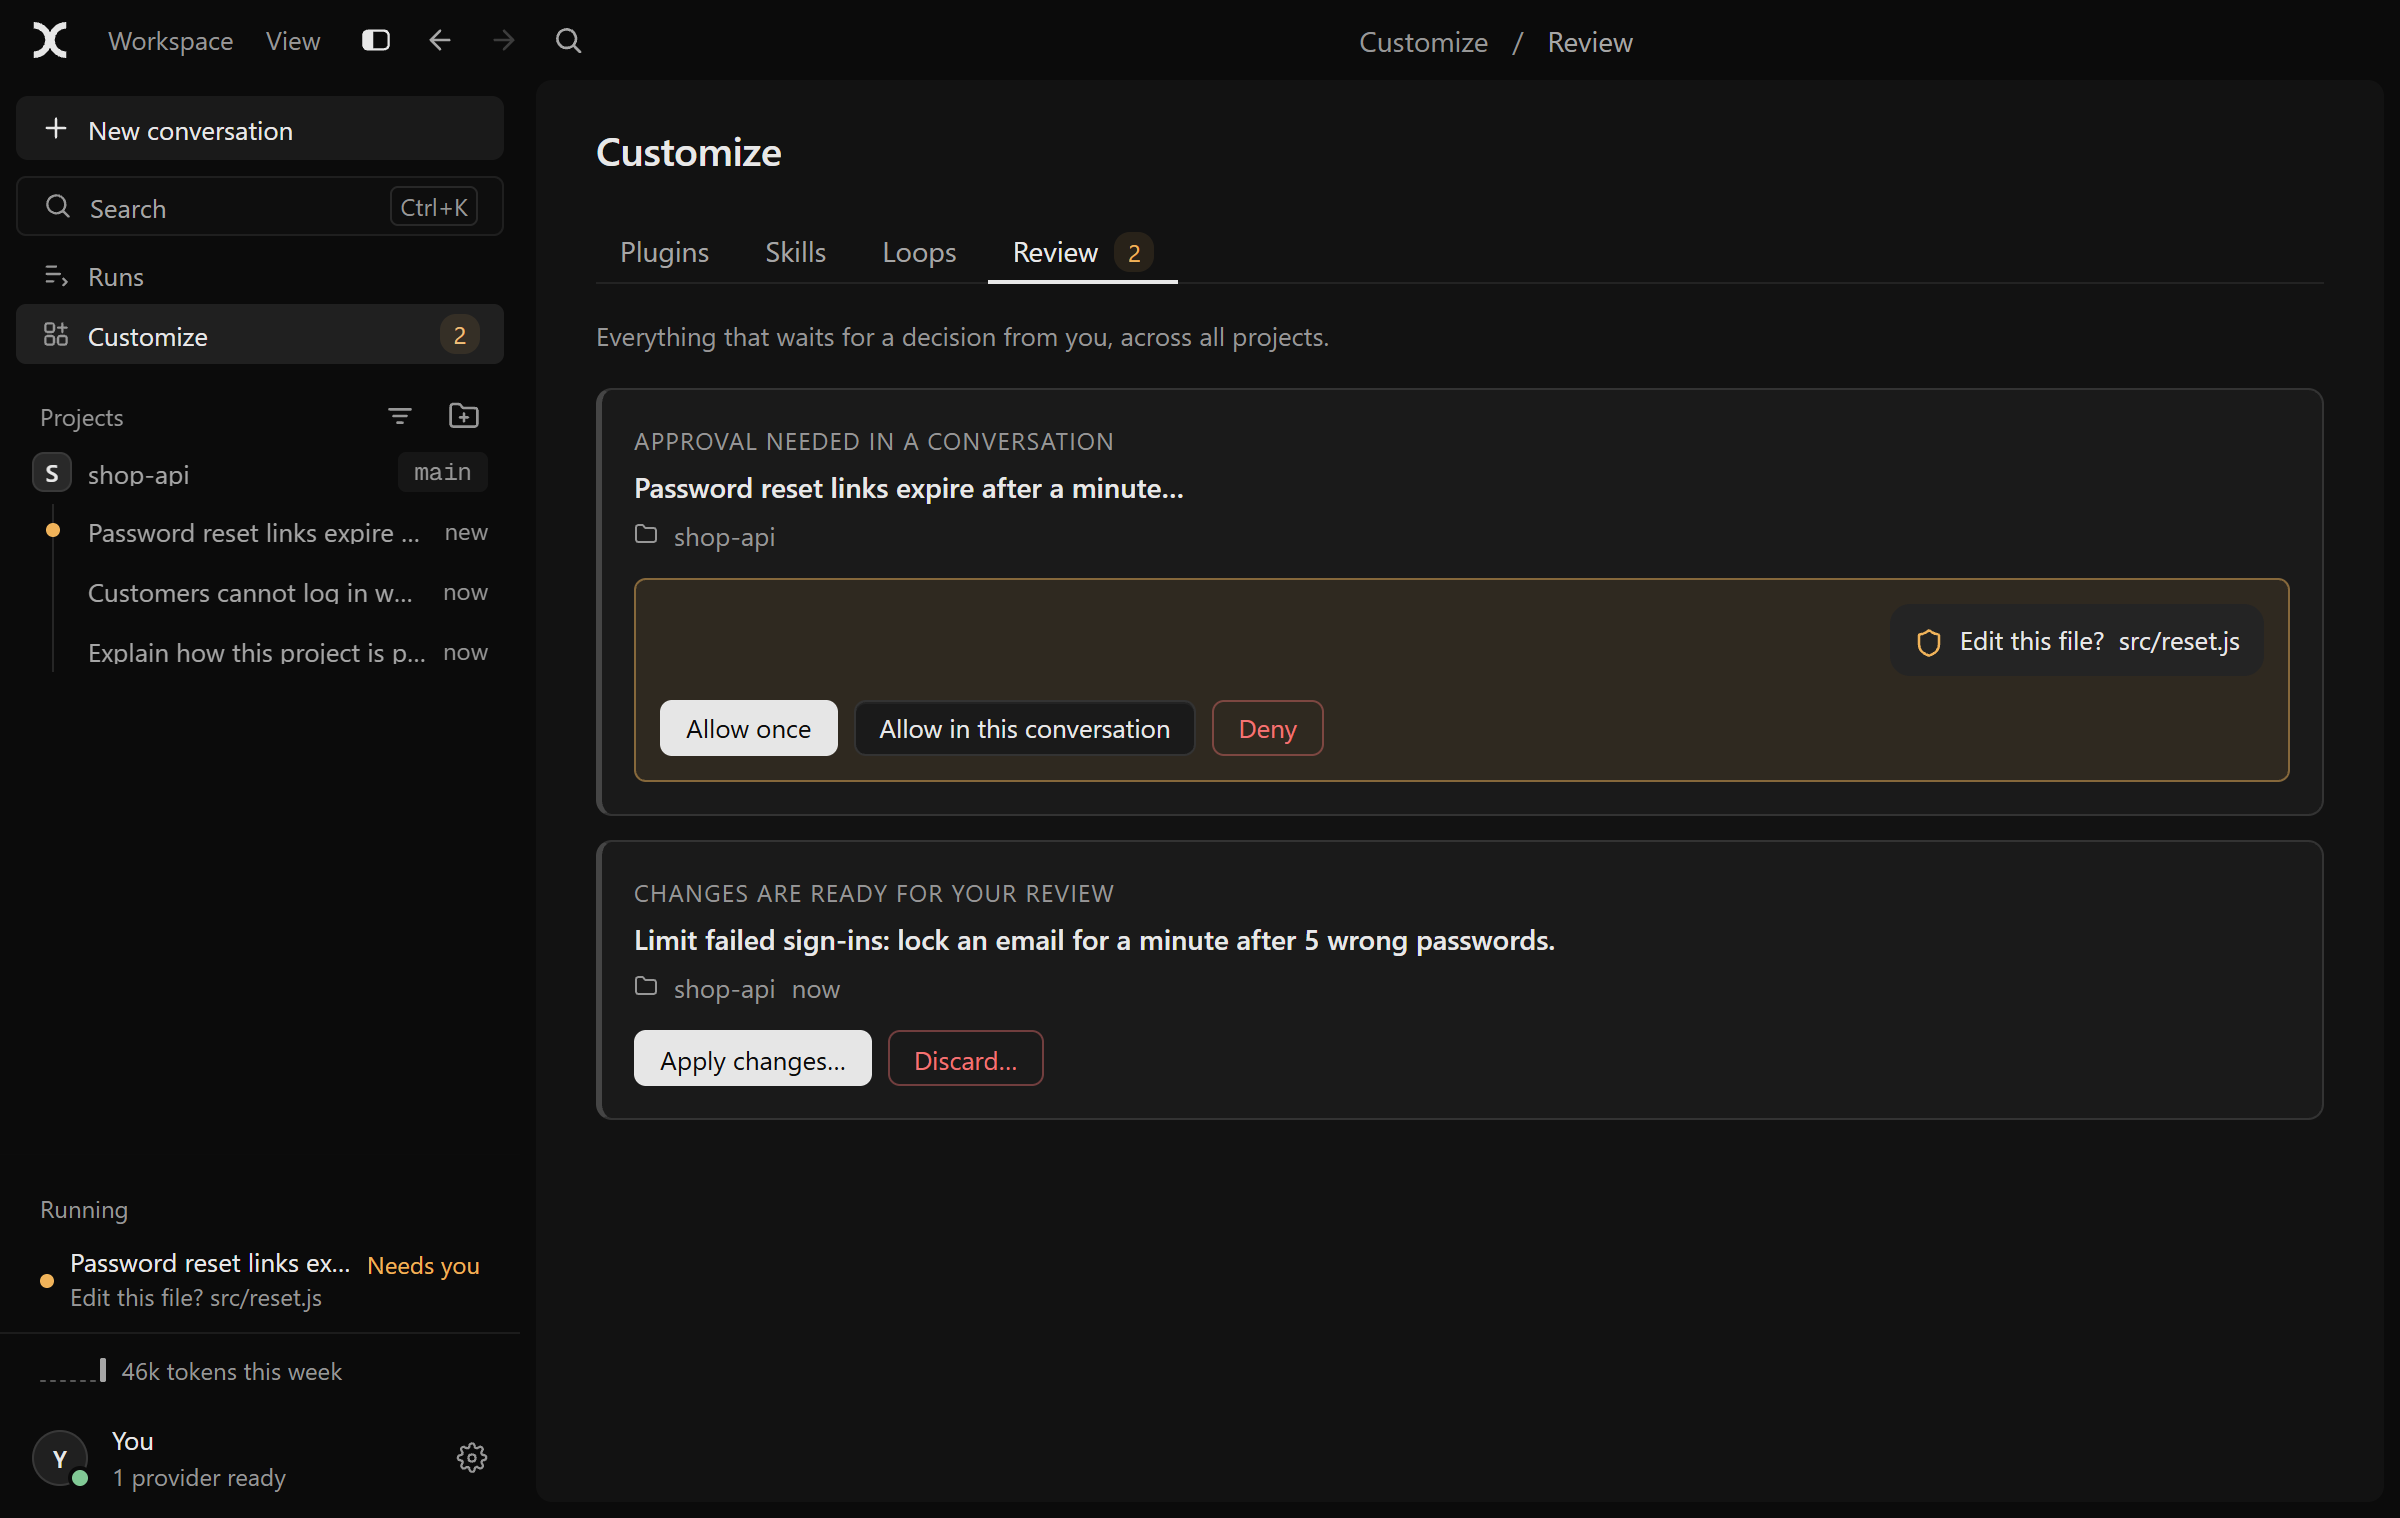 Workspace View
Customize / Review
New conversation
Search Ctrl+K
Runs
Customize 2
Projects
S shop-api main
Password reset links expire ... new
Customers cannot log in w... now
Explain how this project is p... now
Running
Password reset links ex... Needs you
Edit this file? src/reset.js
46k tokens this week
Y
You
1 provider ready
Customize
Plugins Skills Loops Review 2
Everything that waits for a decision from you, across all projects.
APPROVAL NEEDED IN A CONVERSATION
Password reset links expire after a minute...
shop-api
Edit this file? src/reset.js
Allow once Allow in this conversation Deny
CHANGES ARE READY FOR YOUR REVIEW
Limit failed sign-ins: lock an email for a minute after 5 wrong passwords.
shop-api now
Apply changes... Discard...